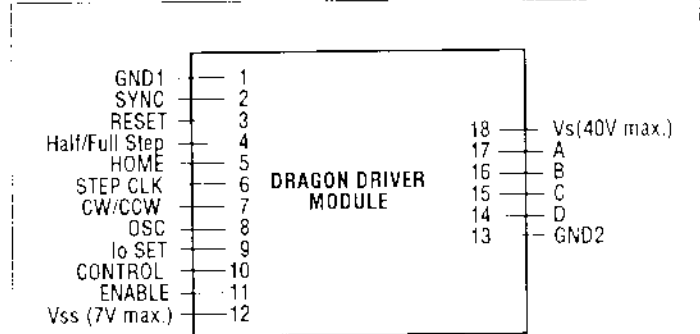 GND1 1
SYNC 2
RESET 3
Half/Full Step 4
HOME 5
STEP CLK 6
CW/CCW 7
OSC 8
Io SET 9
CONTROL 10
ENABLE 11
Vss (7V max.) 12
DRAGON DRIVER
MODULE
18 Vs(40V max.)
17 A
16 B
15 C
14 D
13 GND2